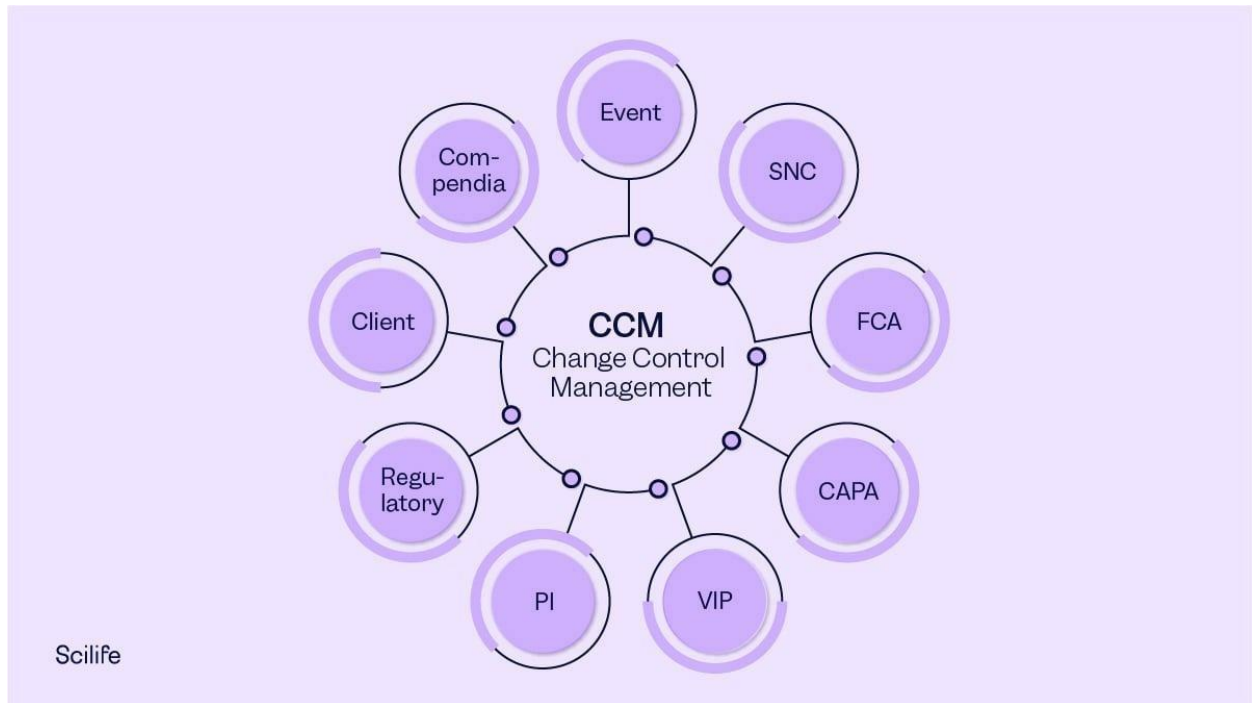 Event
SNC
FCA
CAPA
VIP
PI
Regu-
latory
Client
Com-
pendia
CCM
Change Control
Management
Scilife